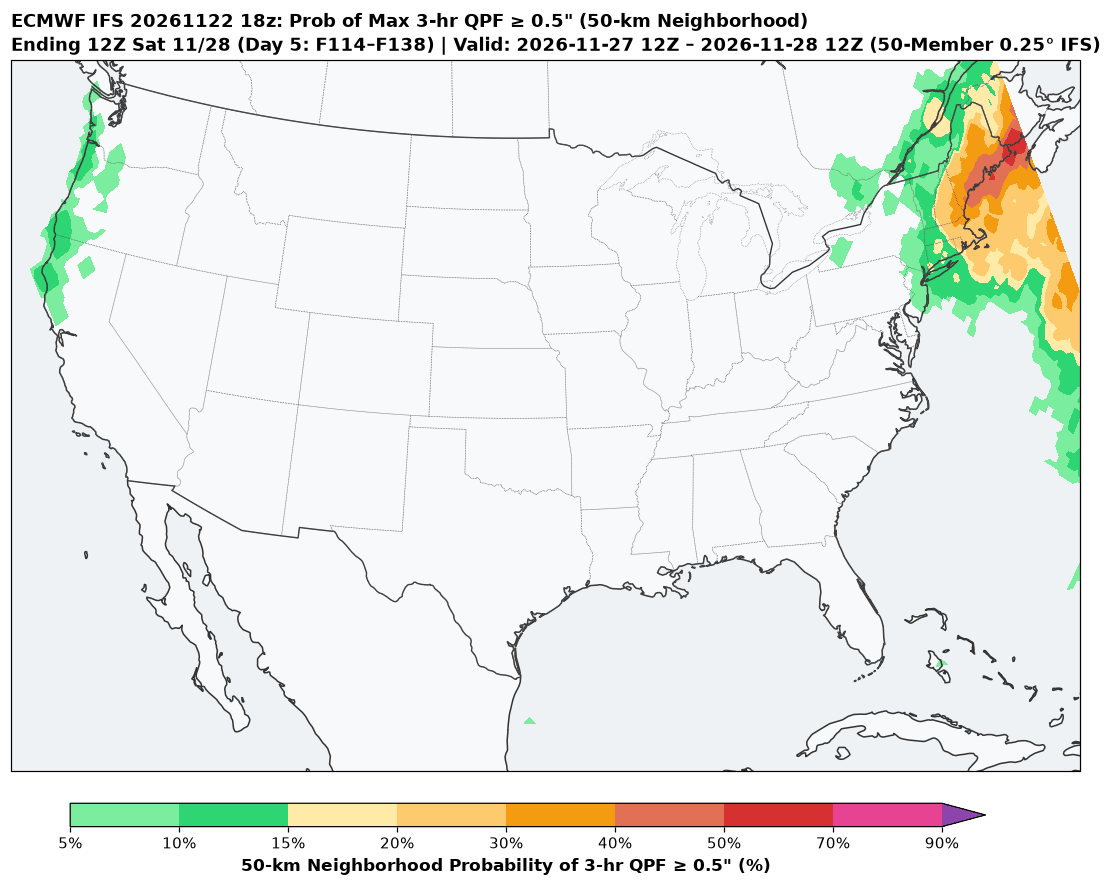 ECMWF IFS 20261122 18z: Prob of Max 3-hr QPF ≥ 0.5" (50-km Neighborhood)
Ending 12Z Sat 11/28 (Day 5: F114–F138) | Valid: 2026-11-27 12Z – 2026-11-28 12Z (50-Member 0.25° IFS)
5% 10% 15% 20% 30% 40% 50% 70% 90%
50-km Neighborhood Probability of 3-hr QPF ≥ 0.5" (%)